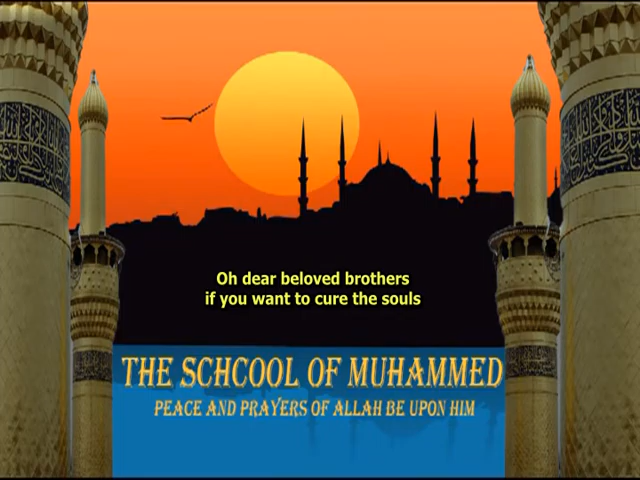 Oh dear beloved brothers
if you want to cure the souls
THE SCHCOOL OF MUHAMMED
PEACE AND PRAYERS OF ALLAH BE UPON HIM